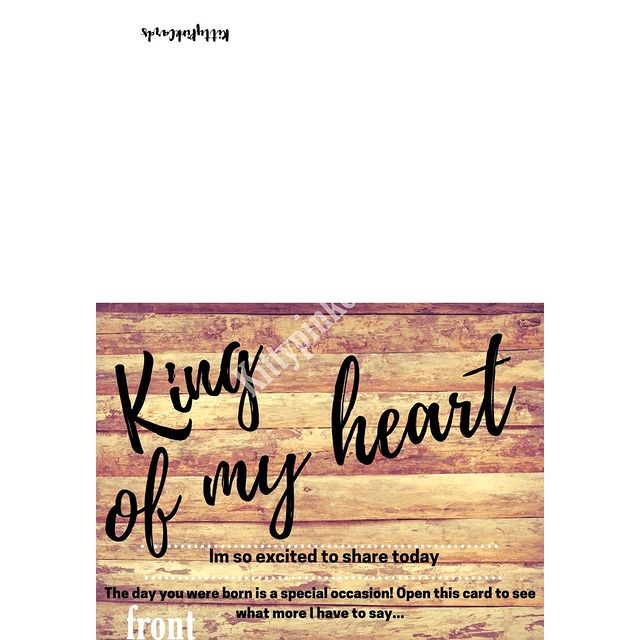 KittyPinkCards
King
of my heart
Im so excited to share today
The day you were born is a special occasion! Open this card to see
what more I have to say...
front